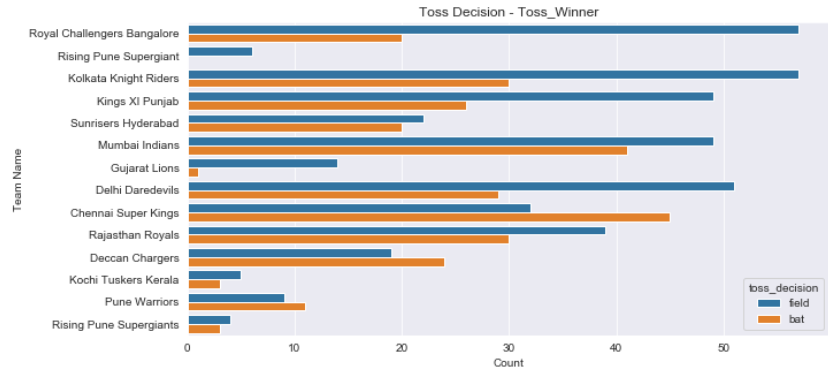 Toss Decision - Toss_Winner
Team Name
Royal Challengers Bangalore
Rising Pune Supergiant
Kolkata Knight Riders
Kings XI Punjab
Sunrisers Hyderabad
Mumbai Indians
Gujarat Lions
Delhi Daredevils
Chennai Super Kings
Rajasthan Royals
Deccan Chargers
Kochi Tuskers Kerala
Pune Warriors
Rising Pune Supergiants
toss_decision
field
bat
0 10 20 30 40 50
Count